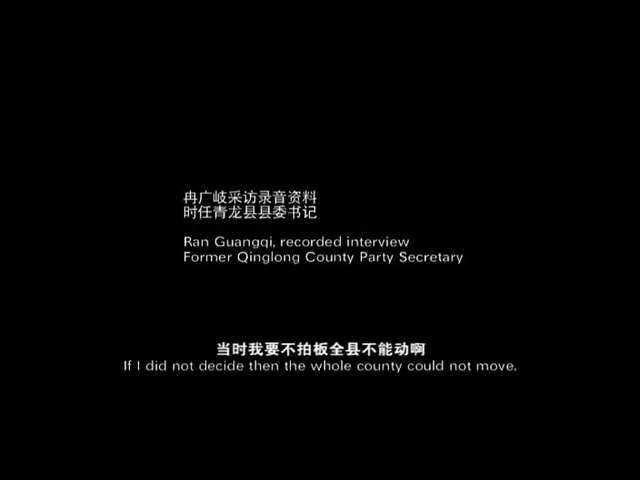 冉广岐采访录音资料
时任青龙县县委书记
Ran Guangqi, recorded interview
Former Qinglong County Party Secretary
当时我要不拍板全县不能动啊
If I did not decide then the whole county could not move.